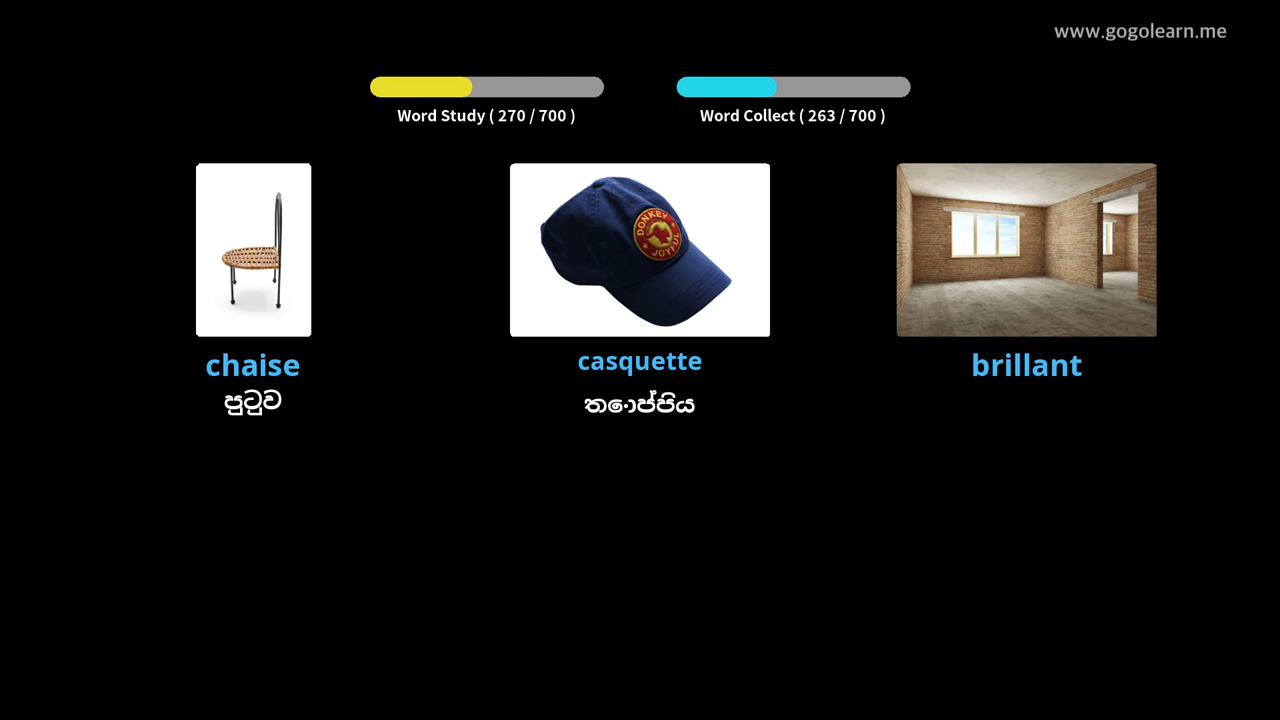 www.gogolearn.me
Word Study ( 270 / 700 )
Word Collect ( 263 / 700 )
DONKEY
JOYFUL
chaise
casquette
brillant
පුටුව
තොප්පිය